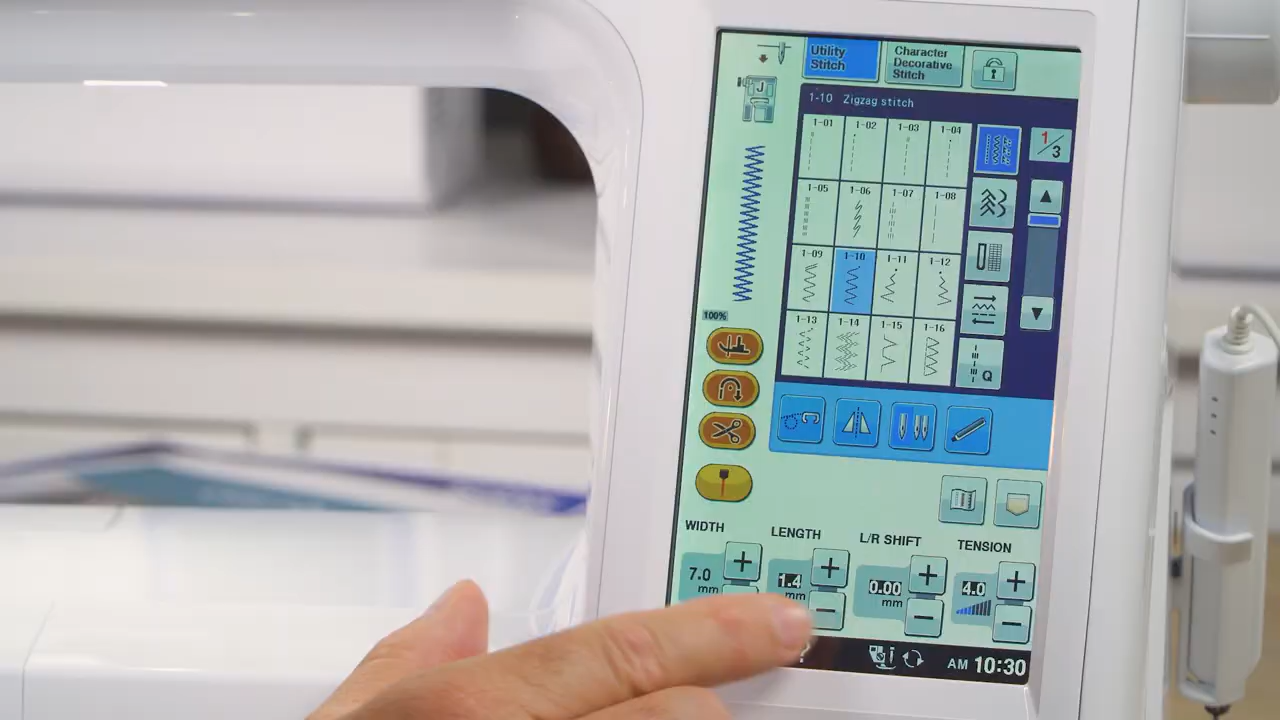 Utility
Stitch
Character
Decorative
Stitch
J
1-10 Zigzag stitch
1-01
1-02
1-03
1-04
1/3
1-05
1-06
1-07
1-08
1-09
1-10
1-11
1-12
1-13
1-14
1-15
1-16
Q
100%
WIDTH
LENGTH
L/R SHIFT
TENSION
7.0
mm
1.4
mm
0.00
mm
4.0
AM 10:30